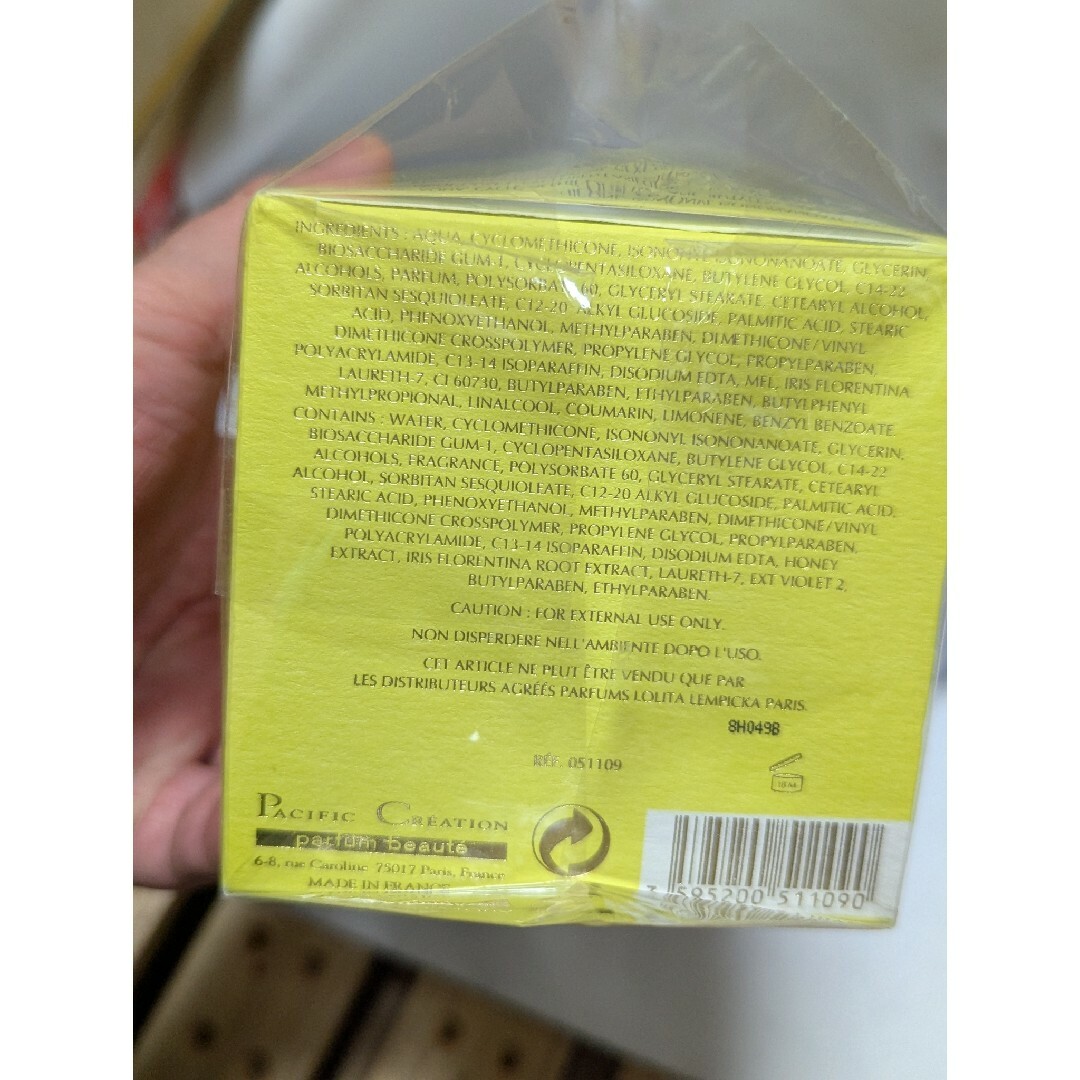 INGREDIENTS : AQUA, CYCLOMETHICONE, ISONONYL ISONONANOATE, GLYCERIN,
BIOSACCHARIDE GUM-1, CYCLOPENTASILOXANE, BUTYLENE GLYCOL, C14-22
ALCOHOLS, PARFUM, POLYSORBATE 60, GLYCERYL STEARATE, CETEARYL ALCOHOL,
SORBITAN SESQUIOLEATE, C12-20 ALKYL GLUCOSIDE, PALMITIC ACID, STEARIC
ACID, PHENOXYETHANOL, METHYLPARABEN, DIMETHICONE/VINYL
DIMETHICONE CROSSPOLYMER, PROPYLENE GLYCOL, PROPYLPARABEN,
POLYACRYLAMIDE, C13-14 ISOPARAFFIN, DISODIUM EDTA, MEL, IRIS FLORENTINA,
LAURETH-7, CI 60730, BUTYLPARABEN, ETHYLPARABEN, BUTYLPHENYL
METHYLPROPIONAL, LINALCOOL, COUMARIN, LIMONENE, BENZYL BENZOATE.
CONTAINS : WATER, CYCLOMETHICONE, ISONONYL ISONONANOATE, GLYCERIN,
BIOSACCHARIDE GUM-1, CYCLOPENTASILOXANE, BUTYLENE GLYCOL, C14-22
ALCOHOLS, FRAGRANCE, POLYSORBATE 60, GLYCERYL STEARATE, CETEARYL
ALCOHOL, SORBITAN SESQUIOLEATE, C12-20 ALKYL GLUCOSIDE, PALMITIC ACID,
STEARIC ACID, PHENOXYETHANOL, METHYLPARABEN, DIMETHICONE/VINYL
DIMETHICONE CROSSPOLYMER, PROPYLENE GLYCOL, PROPYLPARABEN,
POLYACRYLAMIDE, C13-14 ISOPARAFFIN, DISODIUM EDTA, HONEY
EXTRACT, IRIS FLORENTINA ROOT EXTRACT, LAURETH-7, EXT VIOLET 2,
BUTYLPARABEN, ETHYLPARABEN.
CAUTION : FOR EXTERNAL USE ONLY.
NON DISPERDERE NELL'AMBIENTE DOPO L'USO.
CET ARTICLE NE PEUT ÊTRE VENDU QUE PAR
LES DISTRIBUTEURS AGRÉÉS PARFUMS LOLITA LEMPICKA PARIS.
8H049B
RÉF. 051109
PACIFIC CRÉATION
parfum beauté
6-8, rue Caroline 75017 Paris, France
MADE IN FRANCE
3 595200 511090